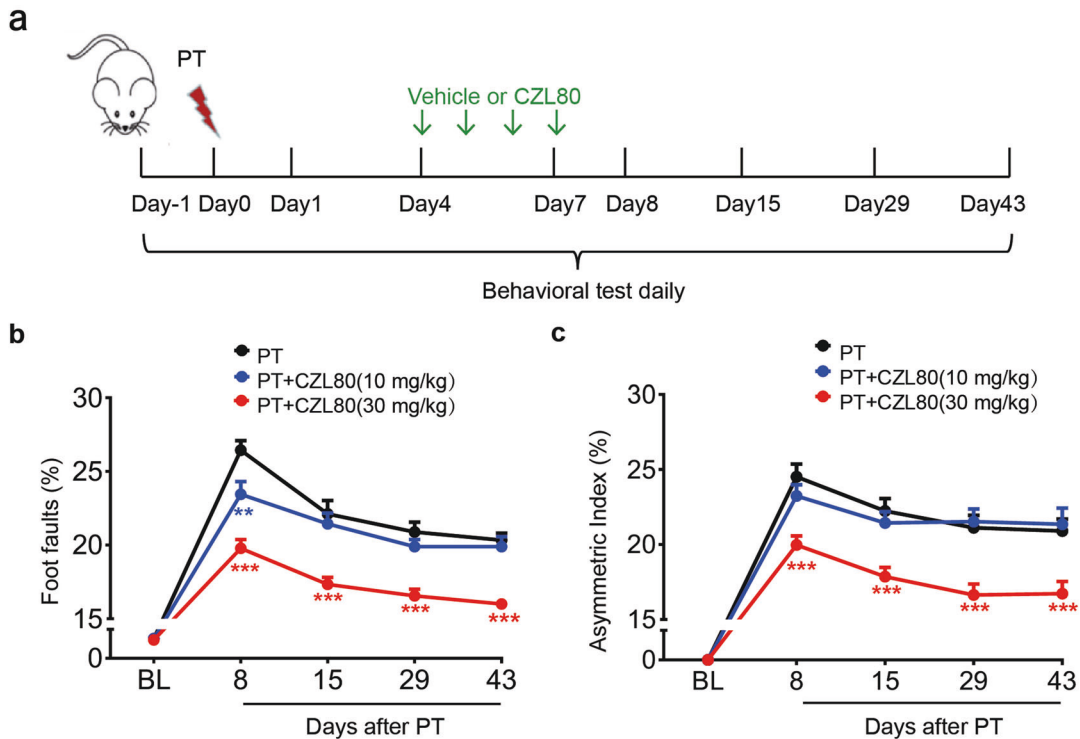 a
PT
Vehicle or CZL80
Day-1 Day0 Day1 Day4 Day7 Day8 Day15 Day29 Day43
Behavioral test daily
b
PT
PT+CZL80(10 mg/kg)
PT+CZL80(30 mg/kg)
Foot faults (%)
30
25
20
15
5
0
**
*** *** *** ***
BL 8 15 29 43
Days after PT
c
PT
PT+CZL80(10 mg/kg)
PT+CZL80(30 mg/kg)
Asymmetric Index (%)
30
25
20
15
5
0
*** *** *** ***
BL 8 15 29 43
Days after PT